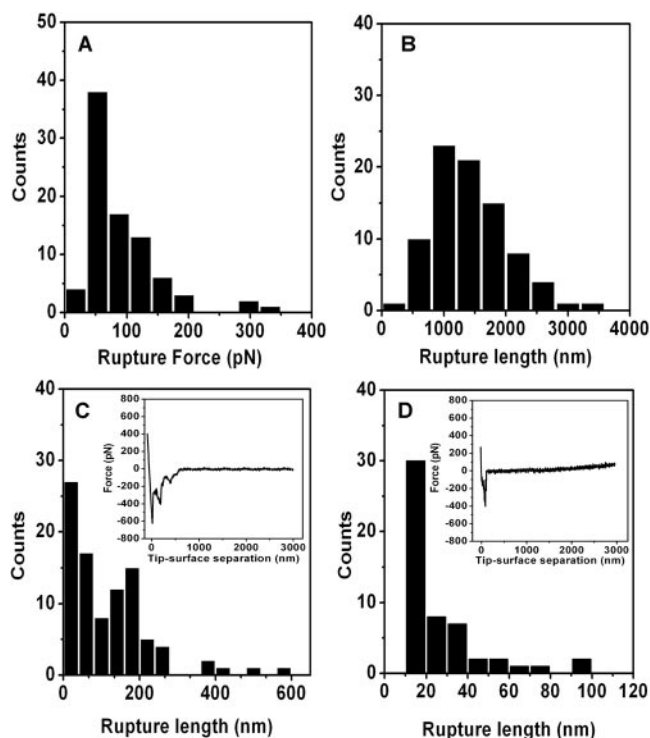 A
Counts
50
40
30
20
10
0
0 100 200 300 400
Rupture Force (pN)
B
Counts
40
30
20
10
0
0 1000 2000 3000 4000
Rupture length (nm)
C
Counts
40
30
20
10
0
0 200 400 600
Rupture length (nm)
Force (pN)
800
600
400
200
0
-200
-400
-600
-800
0 1000 2000 3000
Tip-surface separation (nm)
D
Counts
40
30
20
10
0
0 20 40 60 80 100 120
Rupture length (nm)
Force (pN)
800
600
400
200
0
-200
-400
-600
-800
0 1000 2000 3000
Tip-surface separation (nm)